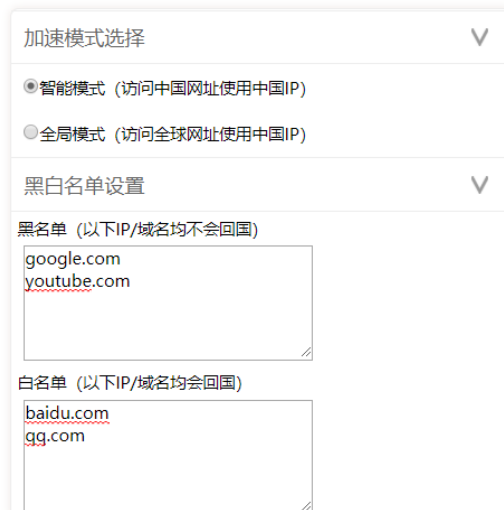 加速模式选择
智能模式（访问中国网址使用中国IP）
全局模式（访问全球网址使用中国IP）
黑白名单设置
黑名单（以下IP/域名均不会回国）
google.com
youtube.com
白名单（以下IP/域名均会回国）
baidu.com
qq.com